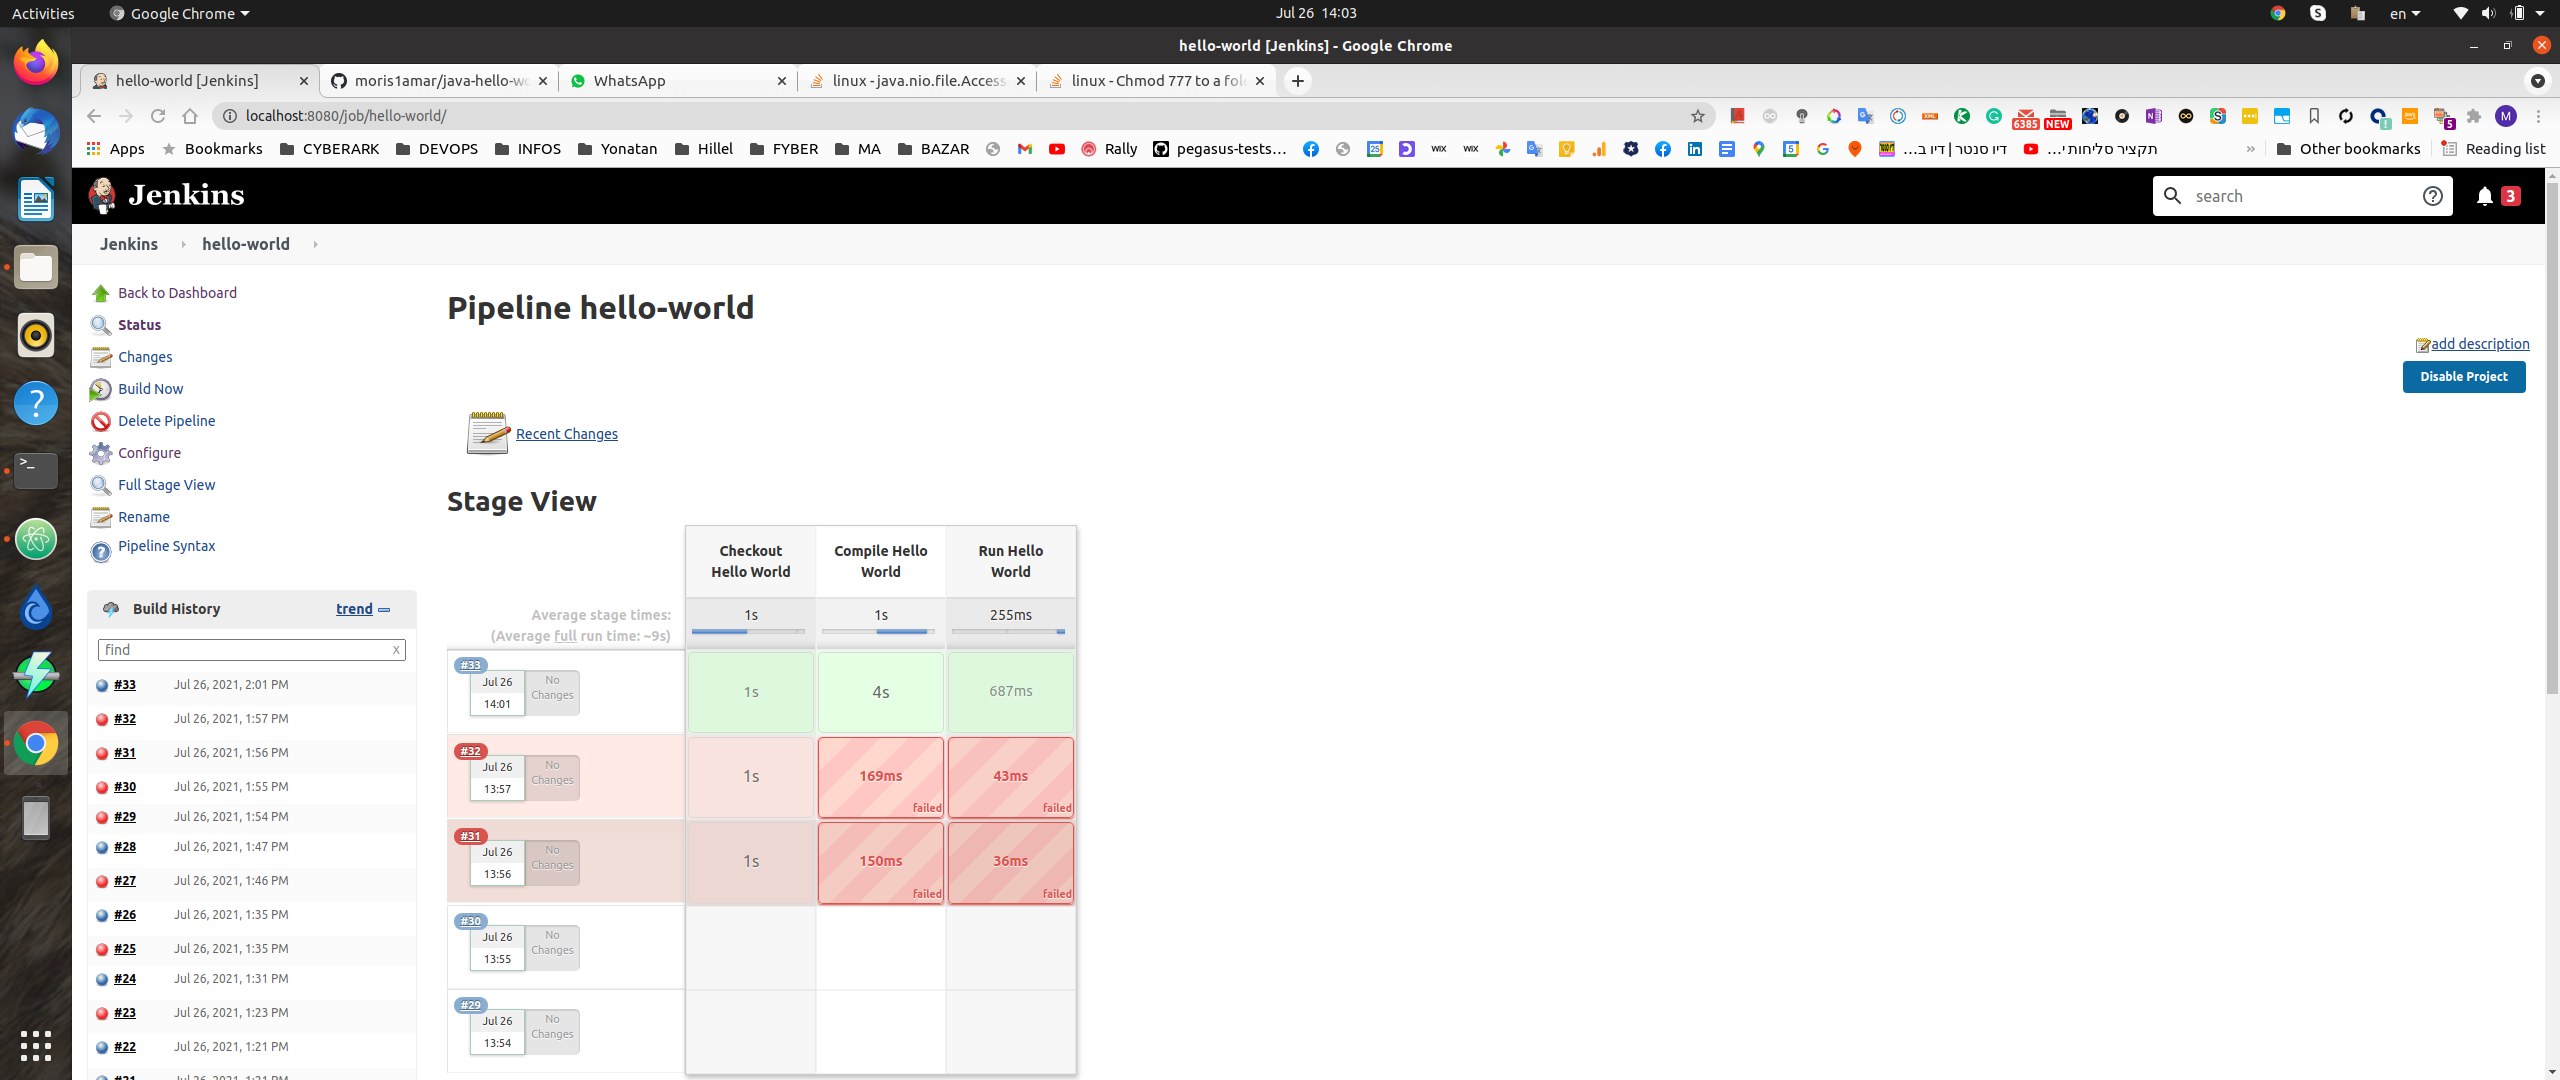 Activities
Google Chrome
Jul 26 14:03
en
hello-world [Jenkins] - Google Chrome
hello-world [Jenkins]
moris1amar/java-hello-wo
WhatsApp
linux - java.nio.file.Access
linux - Chmod 777 to a fol
localhost:8080/job/hello-world/
6385
NEW
5
M
Apps
Bookmarks
CYBERARK
DEVOPS
INFOS
Yonatan
Hillel
FYBER
MA
BAZAR
Rally
pegasus-tests...
WIX
WIX
דיו סנטר | דיו ב...
תקציר סליחות י...
»
Other bookmarks
Reading list
Jenkins
search
3
Jenkins
hello-world
Back to Dashboard
Status
Changes
Build Now
Delete Pipeline
Configure
Full Stage View
Rename
Pipeline Syntax
Build History
trend
find
x
#33 Jul 26, 2021, 2:01 PM
#32 Jul 26, 2021, 1:57 PM
#31 Jul 26, 2021, 1:56 PM
#30 Jul 26, 2021, 1:55 PM
#29 Jul 26, 2021, 1:54 PM
#28 Jul 26, 2021, 1:47 PM
#27 Jul 26, 2021, 1:46 PM
#26 Jul 26, 2021, 1:35 PM
#25 Jul 26, 2021, 1:35 PM
#24 Jul 26, 2021, 1:31 PM
#23 Jul 26, 2021, 1:23 PM
#22 Jul 26, 2021, 1:21 PM
Pipeline hello-world
add description
Disable Project
Recent Changes
Stage View
Checkout
Hello World
Compile Hello
World
Run Hello
World
Average stage times:
(Average full run time: ~9s)
1s
1s
255ms
#33
Jul 26
14:01
No
Changes
1s
4s
687ms
#32
Jul 26
13:57
No
Changes
1s
169ms
failed
43ms
failed
#31
Jul 26
13:56
No
Changes
1s
150ms
failed
36ms
failed
#30
Jul 26
13:55
No
Changes
#29
Jul 26
13:54
No
Changes